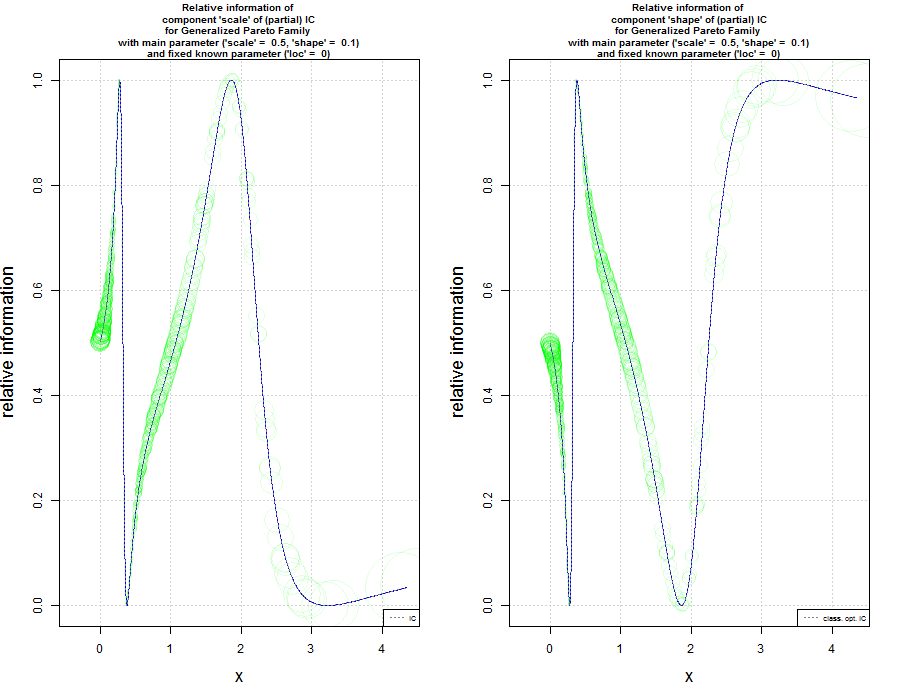 Relative information of
component 'scale' of (partial) IC
for Generalized Pareto Family
with main parameter ('scale' = 0.5, 'shape' = 0.1)
and fixed known parameter ('loc' = 0)
relative information
1.0
0.8
0.6
0.4
0.2
0.0
IC
0 1 2 3 4
x
Relative information of
component 'shape' of (partial) IC
for Generalized Pareto Family
with main parameter ('scale' = 0.5, 'shape' = 0.1)
and fixed known parameter ('loc' = 0)
relative information
1.0
0.8
0.6
0.4
0.2
0.0
class. opt. IC
0 1 2 3 4
x